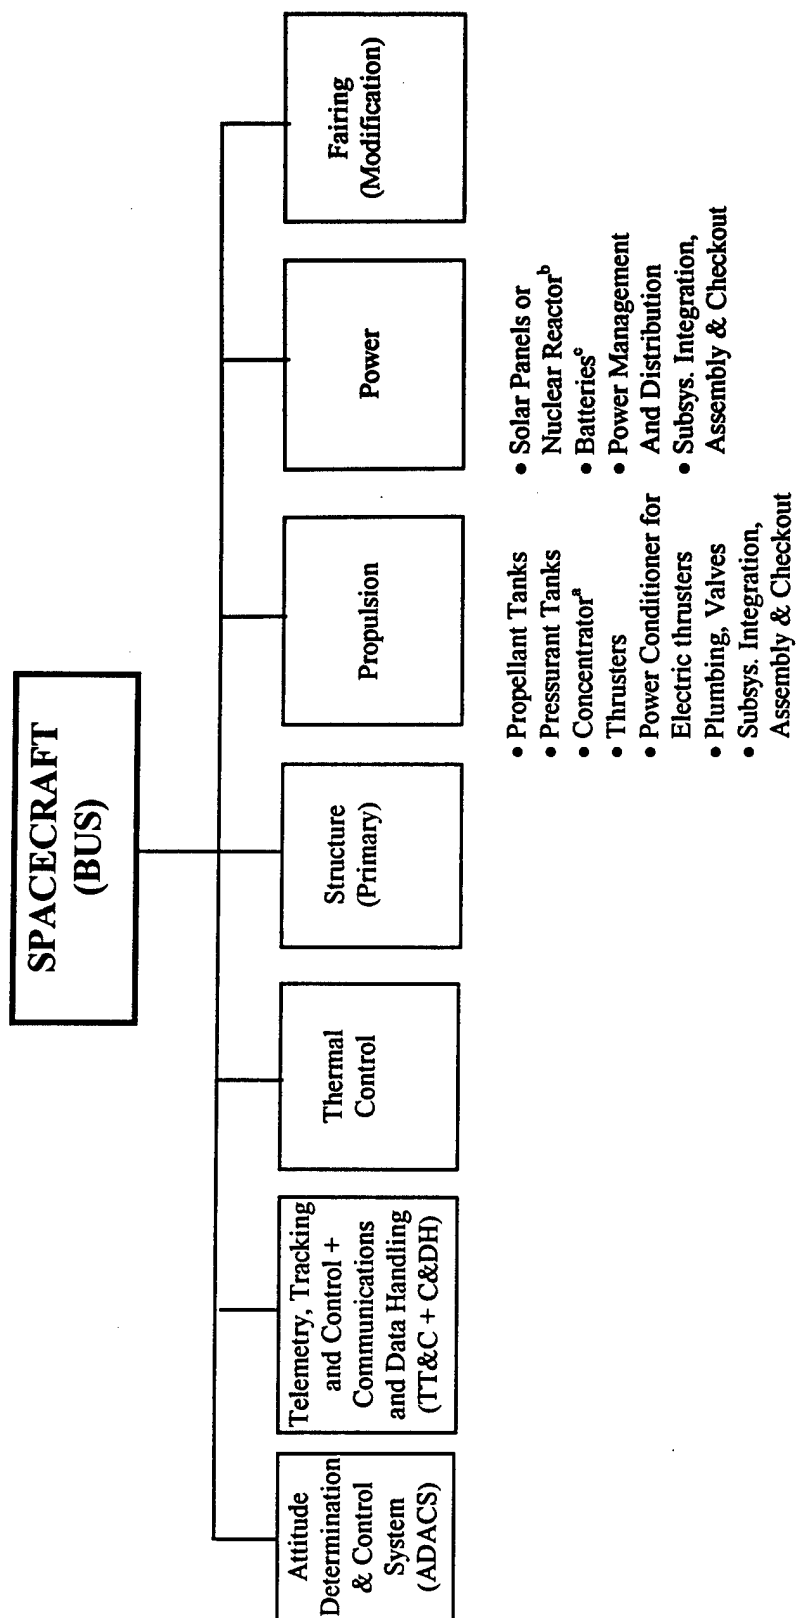 SPACECRAFT
(BUS)
Attitude
Determination
& Control
System
(ADACS)
Telemetry, Tracking
and Control +
Communications
and Data Handling
(TT&C + C&DH)
Thermal
Control
Structure
(Primary)
Propulsion
Power
Fairing
(Modification)
• Propellant Tanks
• Pressurant Tanks
• Concentratorᵃ
• Thrusters
• Power Conditioner for
Electric thrusters
• Plumbing, Valves
• Subsys. Integration,
Assembly & Checkout
• Solar Panels or
Nuclear Reactorᵇ
• Batteriesᶜ
• Power Management
And Distribution
• Subsys. Integration,
Assembly & Checkout